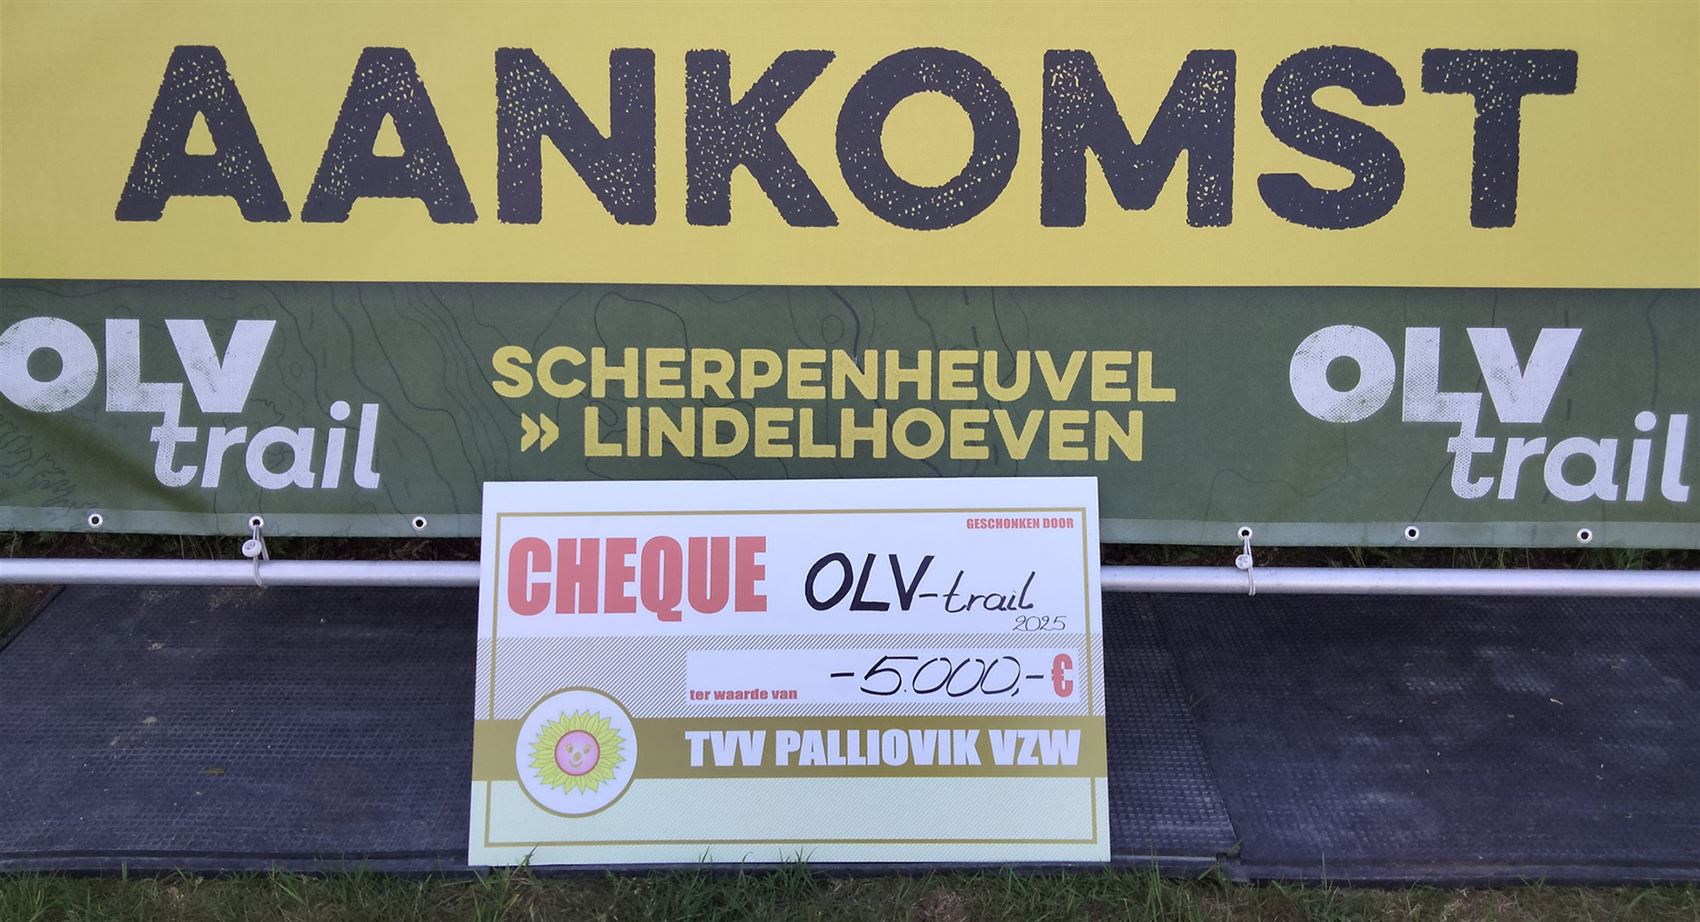 AANKOMST
OLV
trail
SCHERPENHEUVEL
» LINDELHOEVEN
OLV
trail
GESCHONKEN DOOR
CHEQUE OLV-trail
2025
ter waarde van -5.000,-€
TVV PALLIOVIK VZW